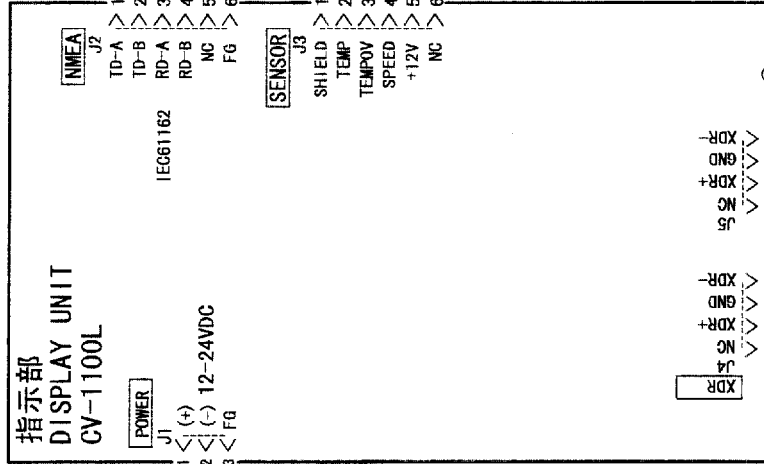 指示部
DISPLAY UNIT
CV-1100L
POWER
J1
1 (+)
2 (-) 12-24VDC
3 FG
NMEA
J2
TD-A 1
TD-B 2
RD-A 3
RD-B 4
NC 5
FG 6
IEC61162
SENSOR
J3
SHIELD 1
TEMP 2
TEMP0V 3
SPEED 4
+12V 5
NC 6
XDR
J4
NC
XDR+
GND
XDR-
J5
NC
XDR+
GND
XDR-